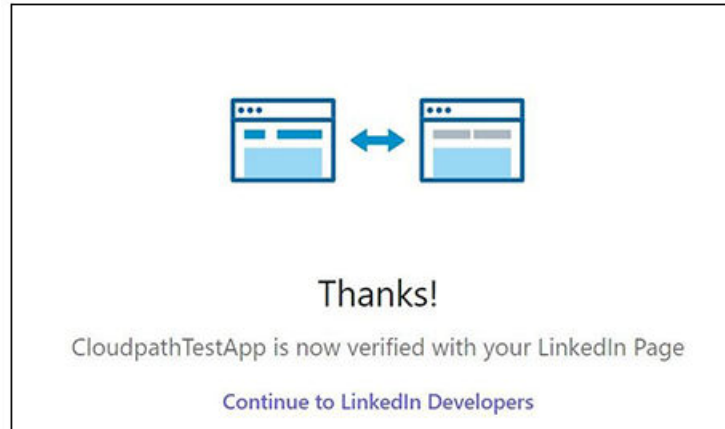 Thanks!
CloudpathTestApp is now verified with your LinkedIn Page
Continue to LinkedIn Developers